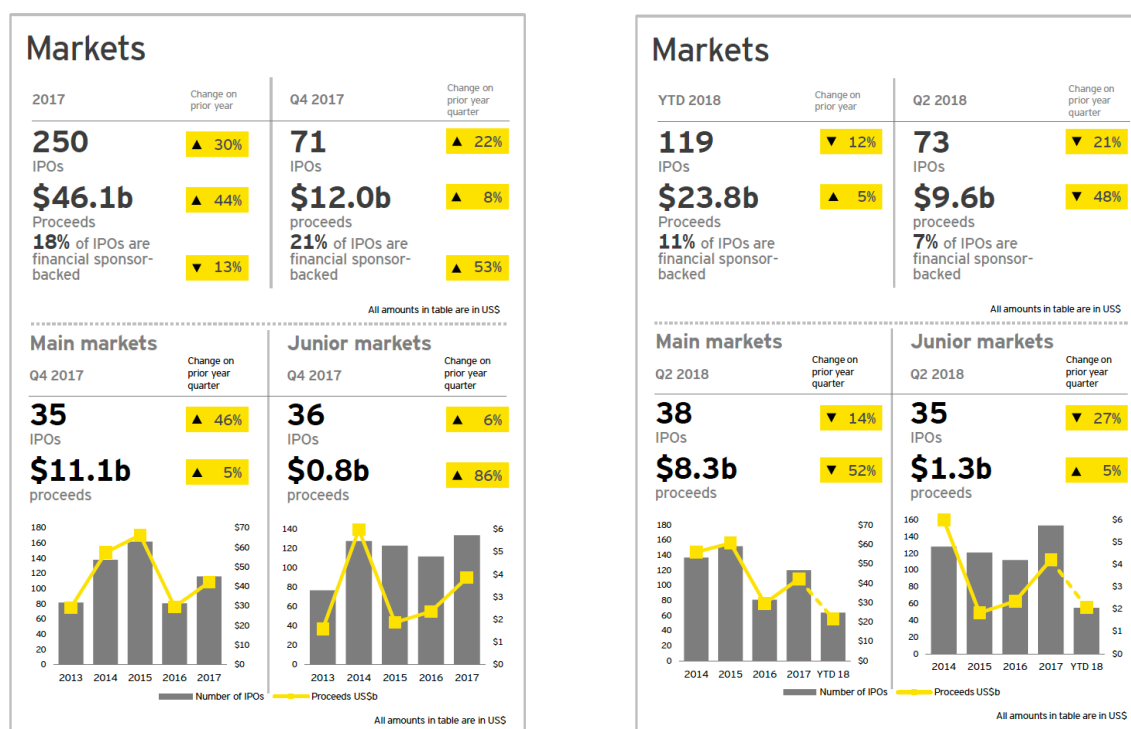 Markets
2017
Change on
prior year
Q4 2017
Change on
prior year
quarter
250
IPOs
▲ 30%
71
IPOs
▲ 22%
$46.1b
Proceeds
▲ 44%
$12.0b
proceeds
▲ 8%
18% of IPOs are
financial sponsor-
backed
▼ 13%
21% of IPOs are
financial sponsor-
backed
▲ 53%
All amounts in table are in US$
Main markets
Q4 2017
Change on
prior year
quarter
Junior markets
Q4 2017
Change on
prior year
quarter
35
IPOs
▲ 46%
36
IPOs
▲ 6%
$11.1b
proceeds
▲ 5%
$0.8b
proceeds
▲ 86%
180
160
140
120
100
80
60
40
20
0
$70
$60
$50
$40
$30
$20
$10
$0
2013 2014 2015 2016 2017
140
120
100
80
60
40
20
0
$6
$5
$4
$3
$2
$1
$0
2013 2014 2015 2016 2017
Number of IPOs Proceeds US$b
All amounts in table are in US$
Markets
YTD 2018
Change on
prior year
Q2 2018
Change on
prior year
quarter
119
IPOs
▼ 12%
73
IPOs
▼ 21%
$23.8b
Proceeds
▲ 5%
$9.6b
proceeds
▼ 48%
11% of IPOs are
financial sponsor-
backed
7% of IPOs are
financial sponsor-
backed
All amounts in table are in US$
Main markets
Q2 2018
Change on
prior year
quarter
Junior markets
Q2 2018
Change on
prior year
quarter
38
IPOs
▼ 14%
35
IPOs
▼ 27%
$8.3b
proceeds
▼ 52%
$1.3b
proceeds
▲ 5%
180
160
140
120
100
80
60
40
20
0
$70
$60
$50
$40
$30
$20
$10
$0
2014 2015 2016 2017 YTD 18
160
140
120
100
80
60
40
20
0
$6
$5
$4
$3
$2
$1
$0
2014 2015 2016 2017 YTD 18
Number of IPOs Proceeds US$b
All amounts in table are in US$